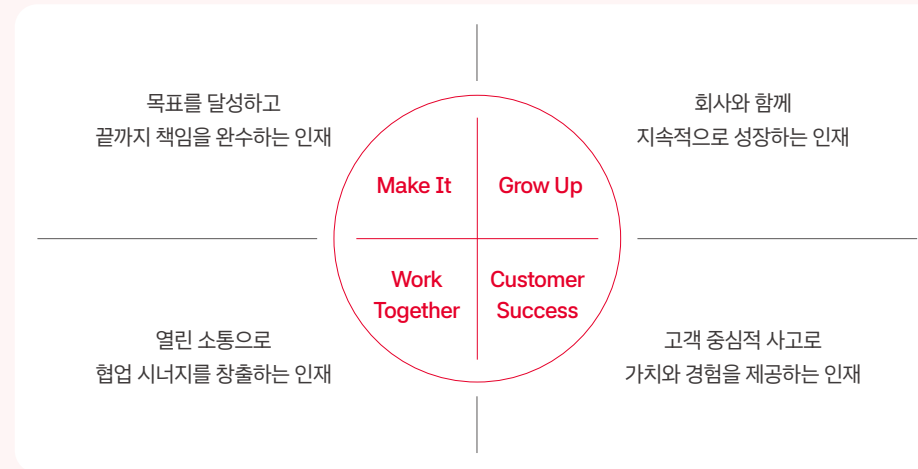 목표를 달성하고
끝까지 책임을 완수하는 인재
회사와 함께
지속적으로 성장하는 인재
Make It
Grow Up
Work
Together
Customer
Success
열린 소통으로
협업 시너지를 창출하는 인재
고객 중심적 사고로
가치와 경험을 제공하는 인재